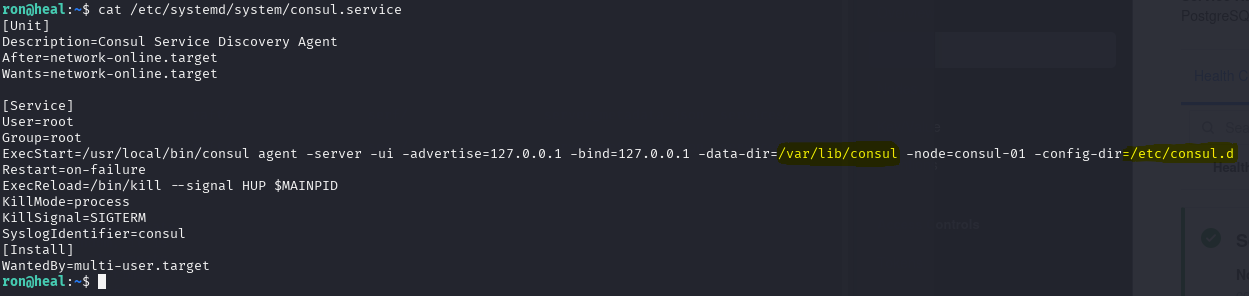 ron@heal:~$ cat /etc/systemd/system/consul.service
[Unit]
Description=Consul Service Discovery Agent
After=network-online.target
Wants=network-online.target
[Service]
User=root
Group=root
ExecStart=/usr/local/bin/consul agent -server -ui -advertise=127.0.0.1 -bind=127.0.0.1 -data-dir=/var/lib/consul -node=consul-01 -config-dir=/etc/consul.d
Restart=on-failure
ExecReload=/bin/kill --signal HUP $MAINPID
KillMode=process
KillSignal=SIGTERM
SyslogIdentifier=consul
[Install]
WantedBy=multi-user.target
ron@heal:~$
PostgreSQ
Health C
ontrols